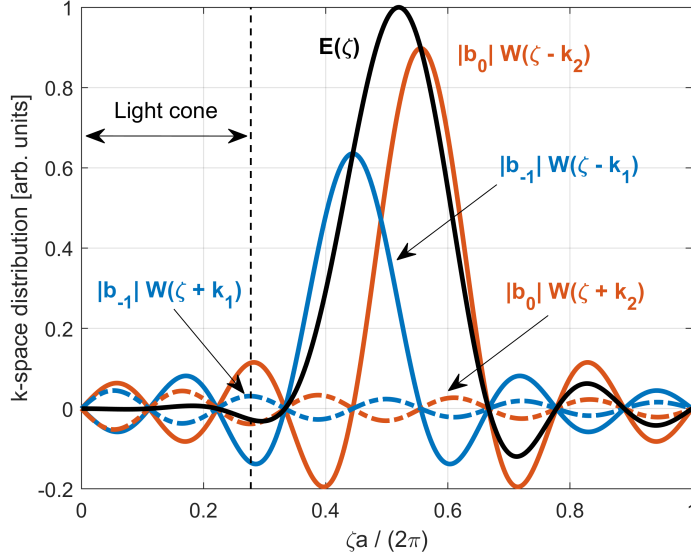 1
0.8
0.6
0.4
0.2
0
-0.2
k-space distribution [arb. units]
E(ζ)
|b0| W(ζ - k2)
Light cone
|b-1| W(ζ - k1)
|b-1| W(ζ + k1)
|b0| W(ζ + k2)
0
0.2
0.4
0.6
0.8
1
ζa / (2π)